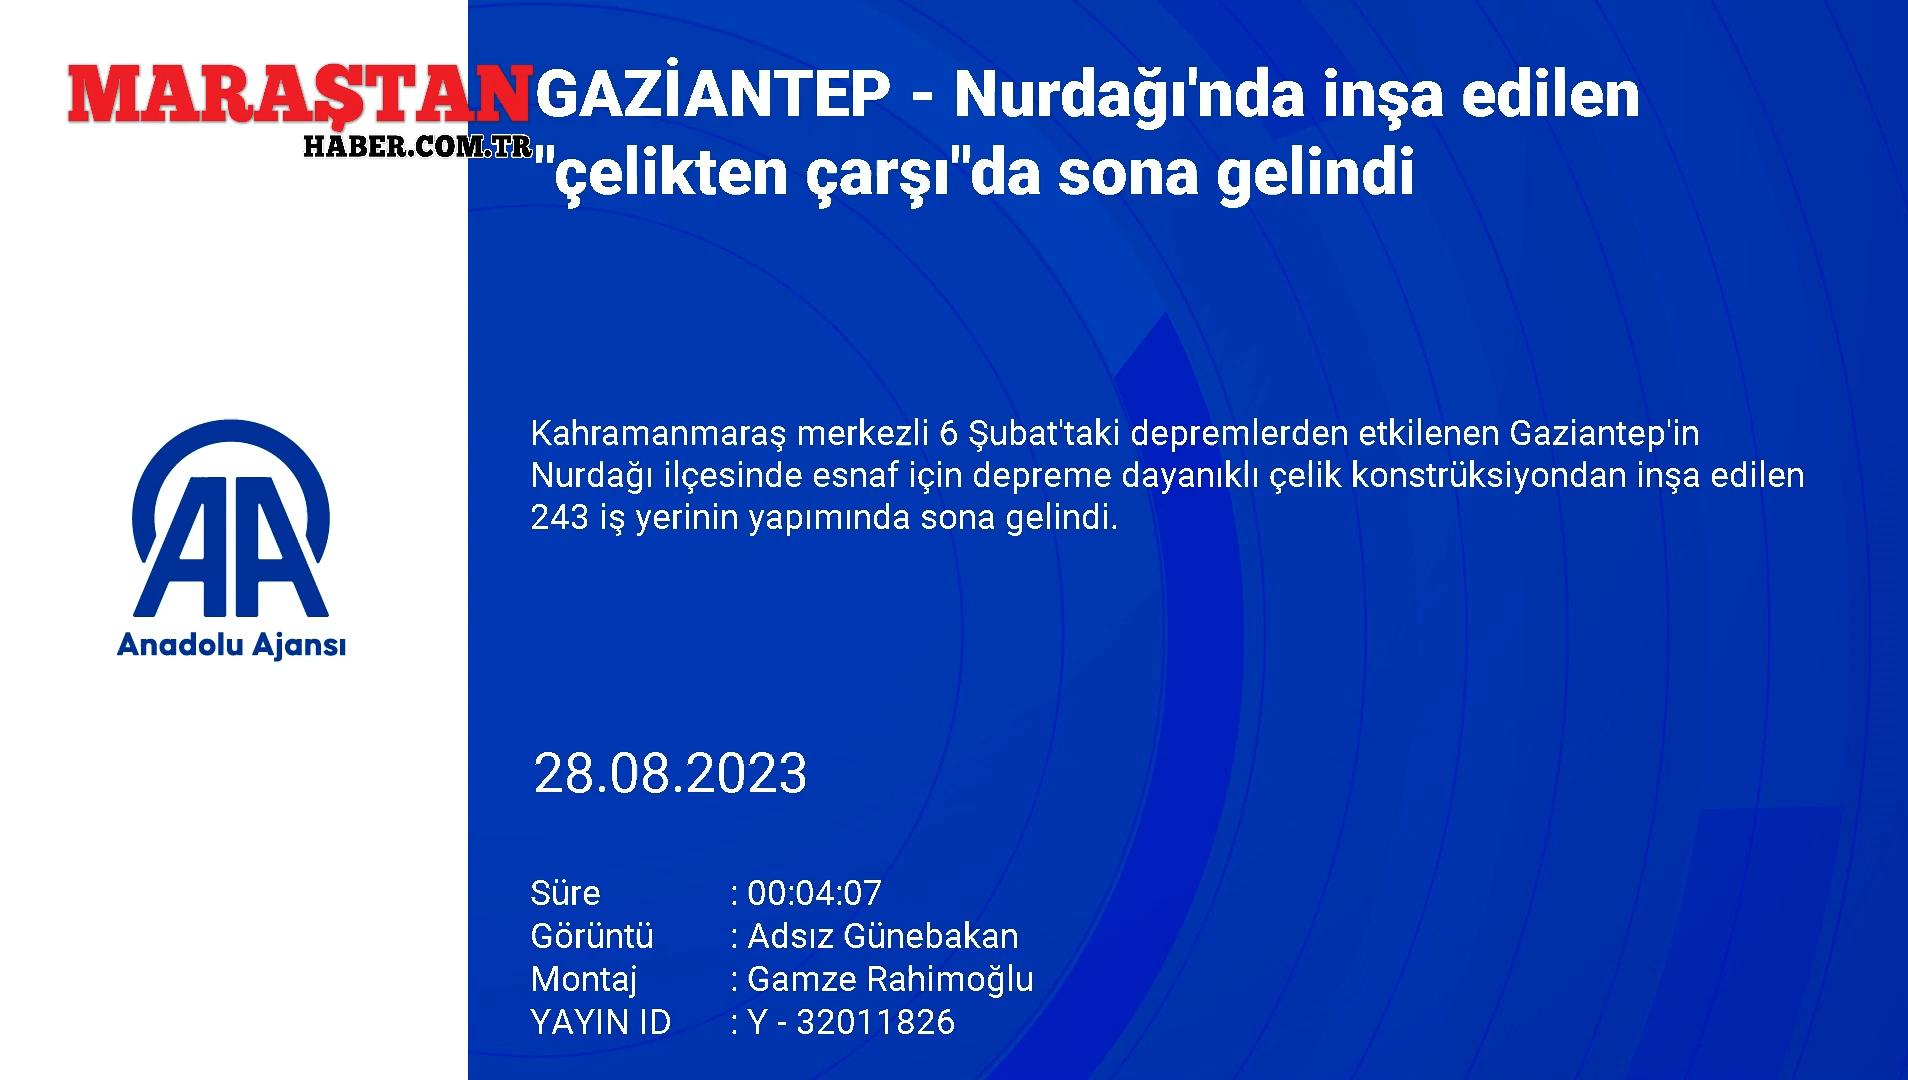 MARAŞTAN
HABER.COM.TR
GAZİANTEP - Nurdağı'nda inşa edilen
"çelikten çarşı"da sona gelindi
AA
Anadolu Ajansı
Kahramanmaraş merkezli 6 Şubat'taki depremlerden etkilenen Gaziantep'in
Nurdağı ilçesinde esnaf için depreme dayanıklı çelik konstrüksiyondan inşa edilen
243 iş yerinin yapımında sona gelindi.
28.08.2023
Süre : 00:04:07
Görüntü : Adsız Günebakan
Montaj : Gamze Rahimoğlu
YAYIN ID : Y - 32011826